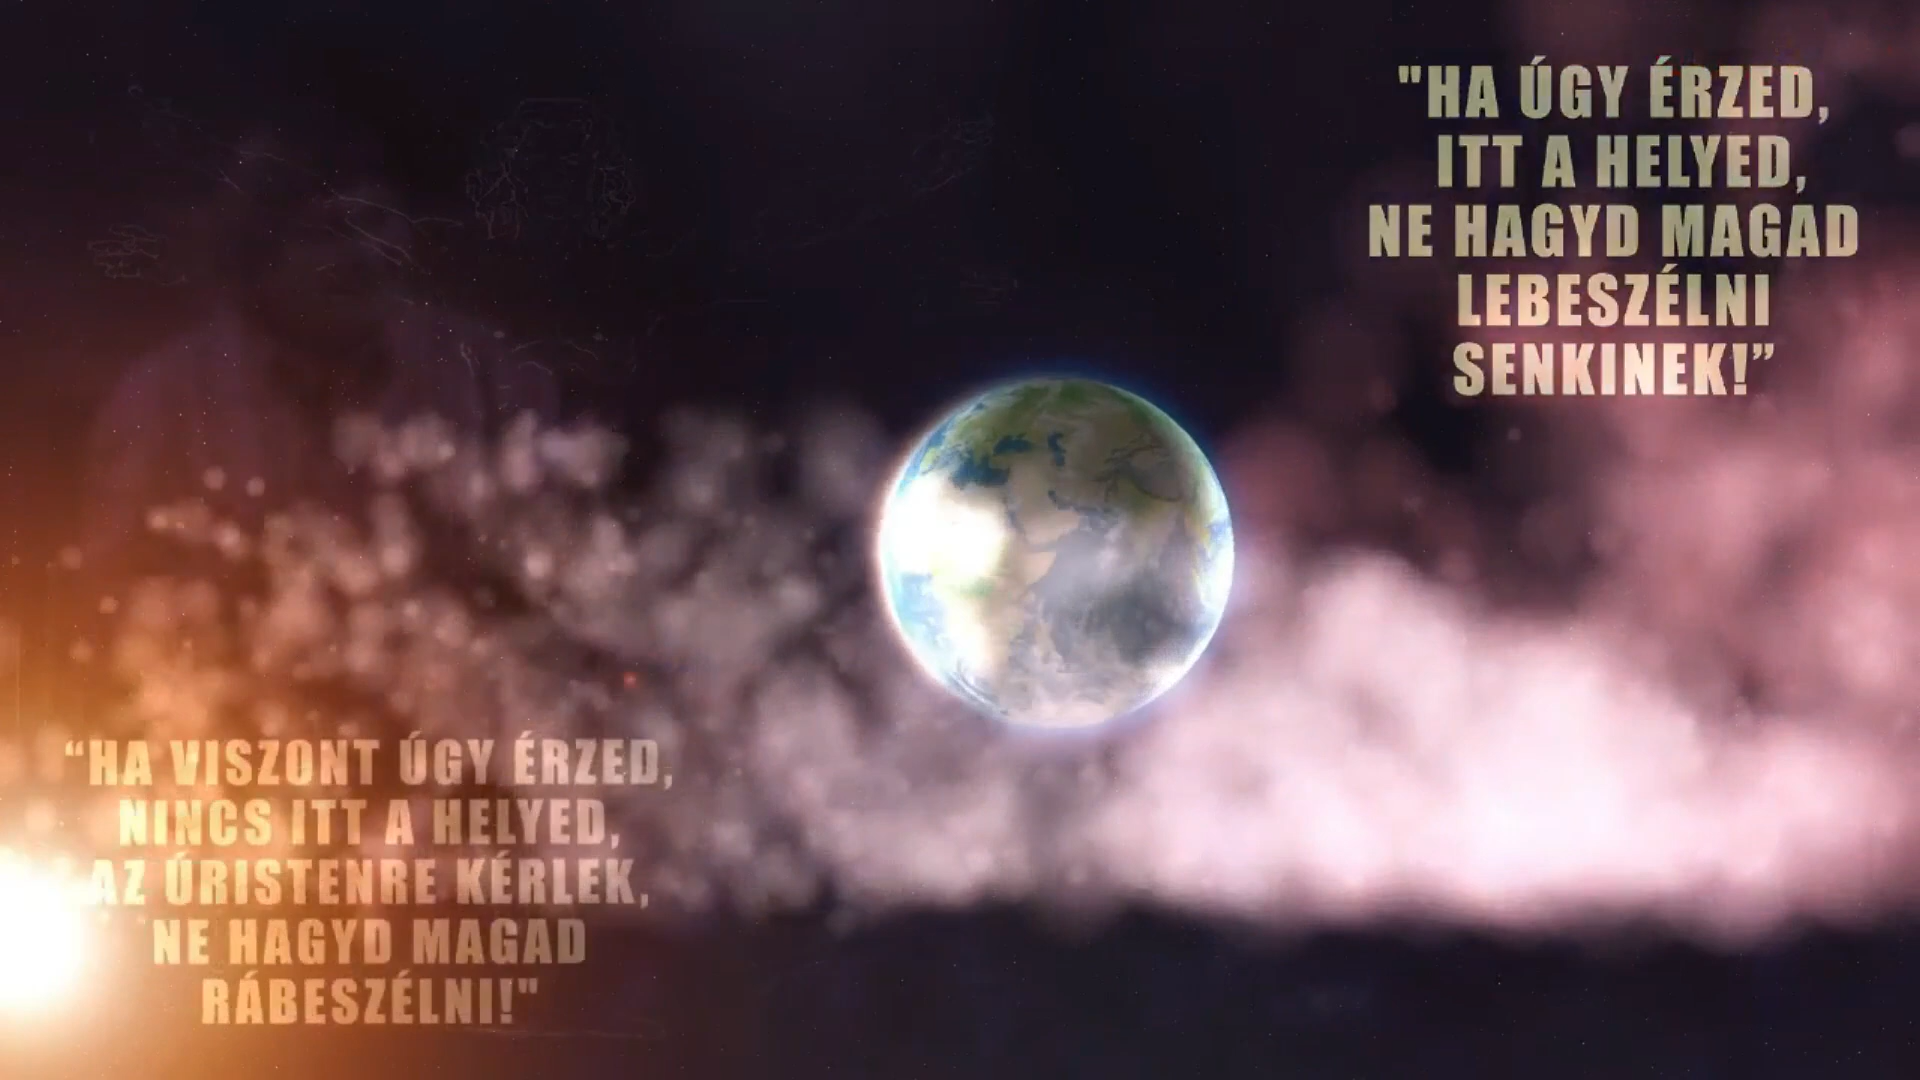 "HA ÚGY ÉRZED,
ITT A HELYED,
NE HAGYD MAGAD
LEBESZÉLNI
SENKINEK!”
“HA VISZONT ÚGY ÉRZED,
NINCS ITT A HELYED,
AZ ÚRISTENRE KÉRLEK,
NE HAGYD MAGAD
RÁBESZÉLNI!"